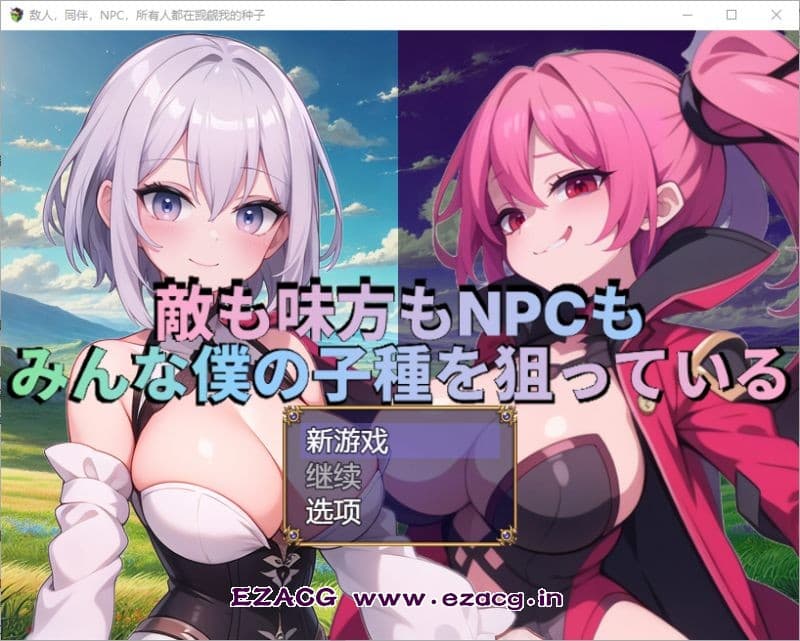 敌人，同伴，NPC，所有人都在觊觎我的种子
敵も味方もNPCも
みんな僕の子種を狙っている
新游戏
继续
选项
EZACG www.ezacg.in